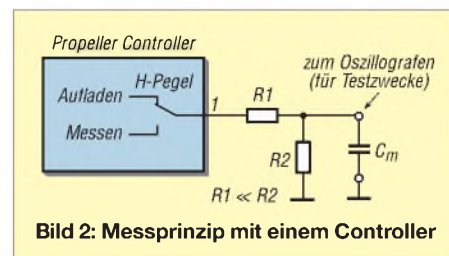 Propeller Controller
H-Pegel
Aufladen
Messen
1
R1
R2
R1 ≪ R2
zum Oszillografen
(für Testzwecke)
Cm
Bild 2: Messprinzip mit einem Controller